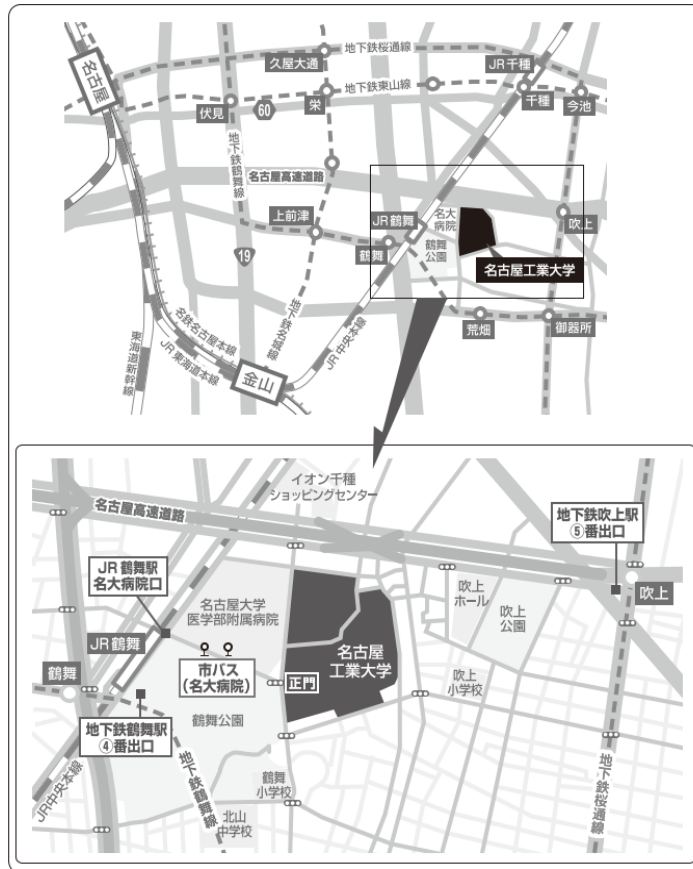 久屋大通
地下鉄桜通線
JR千種
名古屋
地下鉄東山線
伏見
60
栄
千種
今池
地下鉄鶴舞線
名古屋高速道路
上前津
JR鶴舞
名大
病院
吹上
鶴舞
鶴舞
公園
名古屋工業大学
19
地下鉄名城線
JR中央本線
荒畑
御器所
名鉄名古屋本線
JR東海道本線
東海道新幹線
金山
イオン千種
ショッピングセンター
名古屋高速道路
地下鉄吹上駅
⑤番出口
JR鶴舞駅
名大病院口
名古屋大学
医学部附属病院
吹上
ホール
吹上
公園
吹上
JR鶴舞
鶴舞
市バス
(名大病院)
名古屋
工業大学
正門
吹上
小学校
地下鉄鶴舞駅
④番出口
鶴舞公園
地下鉄鶴舞線
JR中央本線
鶴舞
小学校
北山
中学校
地下鉄桜通線